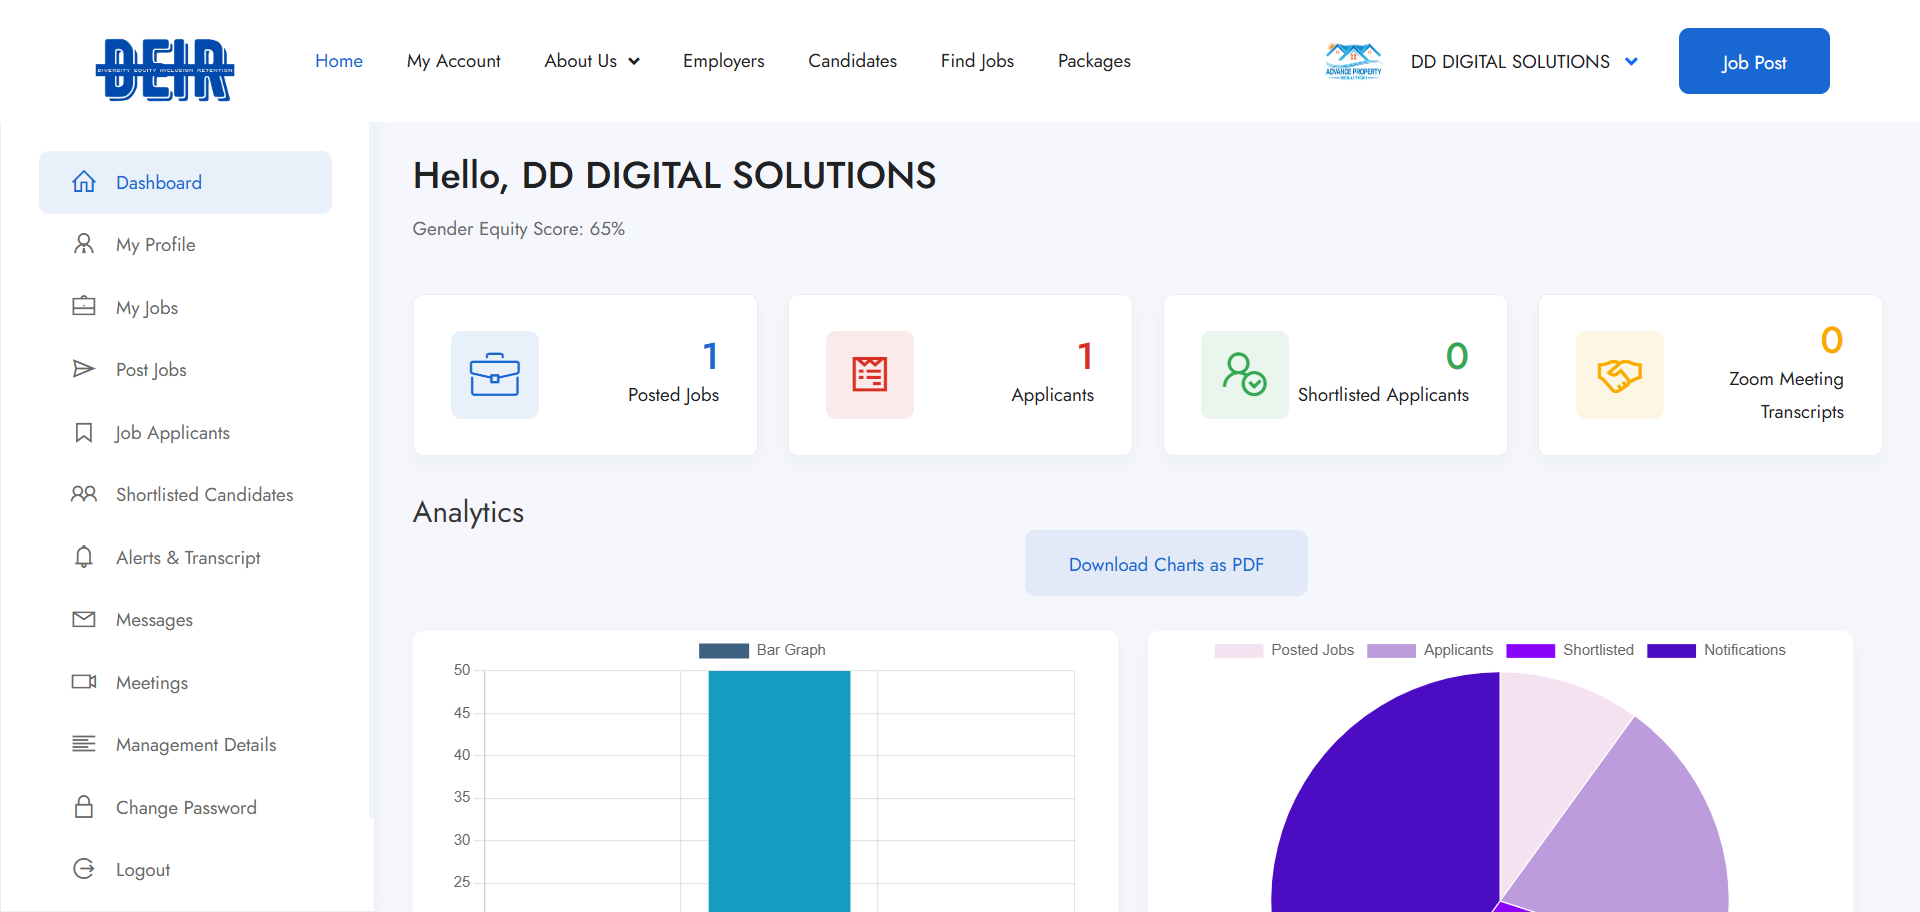 DEIR
DIVERSITY EQUITY INCLUSION RETENTION
Home
My Account
About Us
Employers
Candidates
Find Jobs
Packages
ADVANCE PROPERTY
SOLUTION
DD DIGITAL SOLUTIONS
Job Post
Dashboard
My Profile
My Jobs
Post Jobs
Job Applicants
Shortlisted Candidates
Alerts & Transcript
Messages
Meetings
Management Details
Change Password
Logout
Hello, DD DIGITAL SOLUTIONS
Gender Equity Score: 65%
1
Posted Jobs
1
Applicants
0
Shortlisted Applicants
0
Zoom Meeting
Transcripts
Analytics
Download Charts as PDF
Bar Graph
50
45
40
35
30
25
Posted Jobs
Applicants
Shortlisted
Notifications